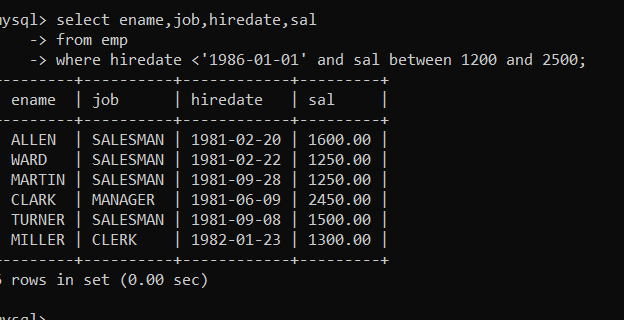 mysql> select ename,job,hiredate,sal
    -> from emp
    -> where hiredate <'1986-01-01' and sal between 1200 and 2500;
--------+----------+------------+---------+
 ename  | job      | hiredate   | sal     |
--------+----------+------------+---------+
 ALLEN  | SALESMAN | 1981-02-20 | 1600.00 |
 WARD   | SALESMAN | 1981-02-22 | 1250.00 |
 MARTIN | SALESMAN | 1981-09-28 | 1250.00 |
 CLARK  | MANAGER  | 1981-06-09 | 2450.00 |
 TURNER | SALESMAN | 1981-09-08 | 1500.00 |
 MILLER | CLERK    | 1982-01-23 | 1300.00 |
--------+----------+------------+---------+
6 rows in set (0.00 sec)

mysql>